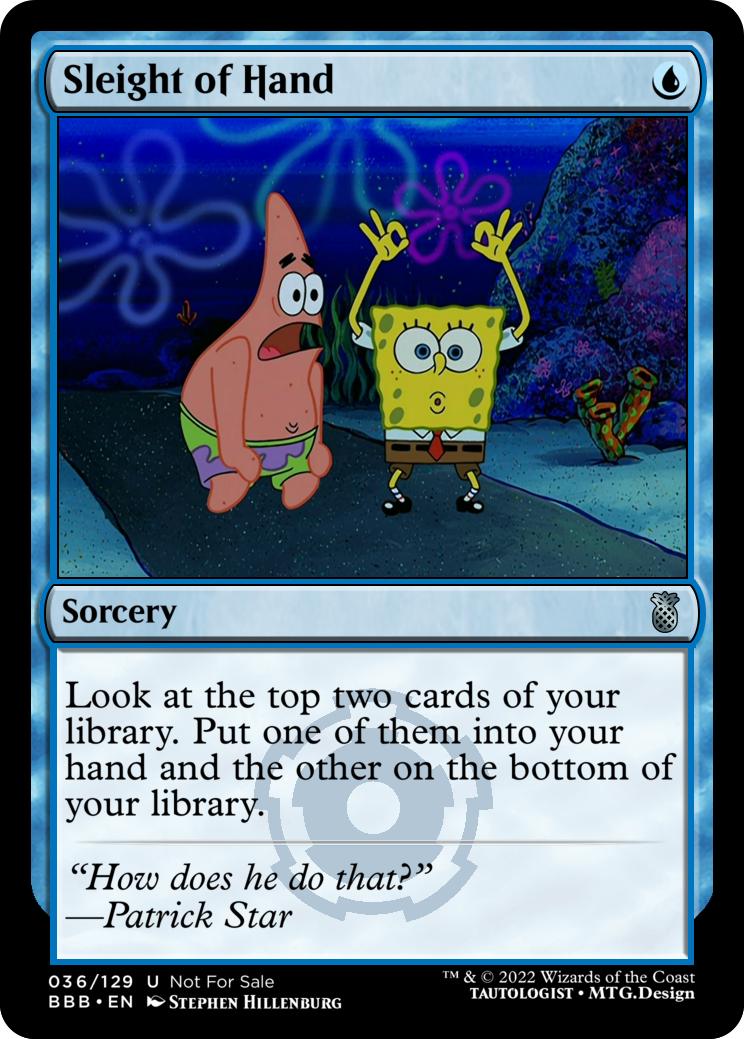 Sleight of Hand
Sorcery
Look at the top two cards of your
library. Put one of them into your
hand and the other on the bottom of
your library.
“How does he do that?”
—Patrick Star
036/129 U Not For Sale
BBB • EN Stephen Hillenburg
™ & © 2022 Wizards of the Coast
TAUTOLOGIST • MTG.Design